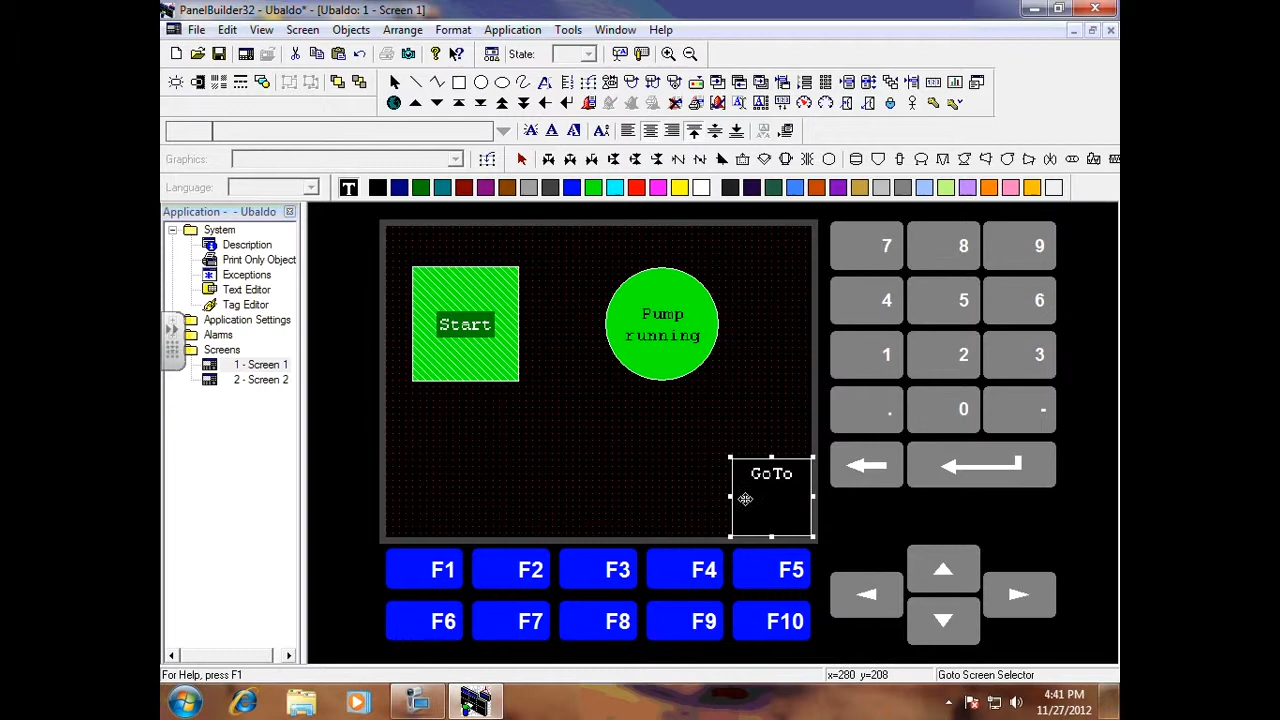 PanelBuilder32 - Ubaldo* - [Ubaldo: 1 - Screen 1]
File Edit View Screen Objects Arrange Format Application Tools Window Help
State:
Graphics:
Language: T
Application - - Ubaldo
System
Description
Print Only Object
Exceptions
Text Editor
Tag Editor
Application Settings
Alarms
Screens
1 - Screen 1
2 - Screen 2
Start
Pump
running
GoTo
7 8 9
4 5 6
1 2 3
. 0 -
F1 F2 F3 F4 F5
F6 F7 F8 F9 F10
For Help, press F1
x=280 y=208
Goto Screen Selector
4:41 PM
11/27/2012